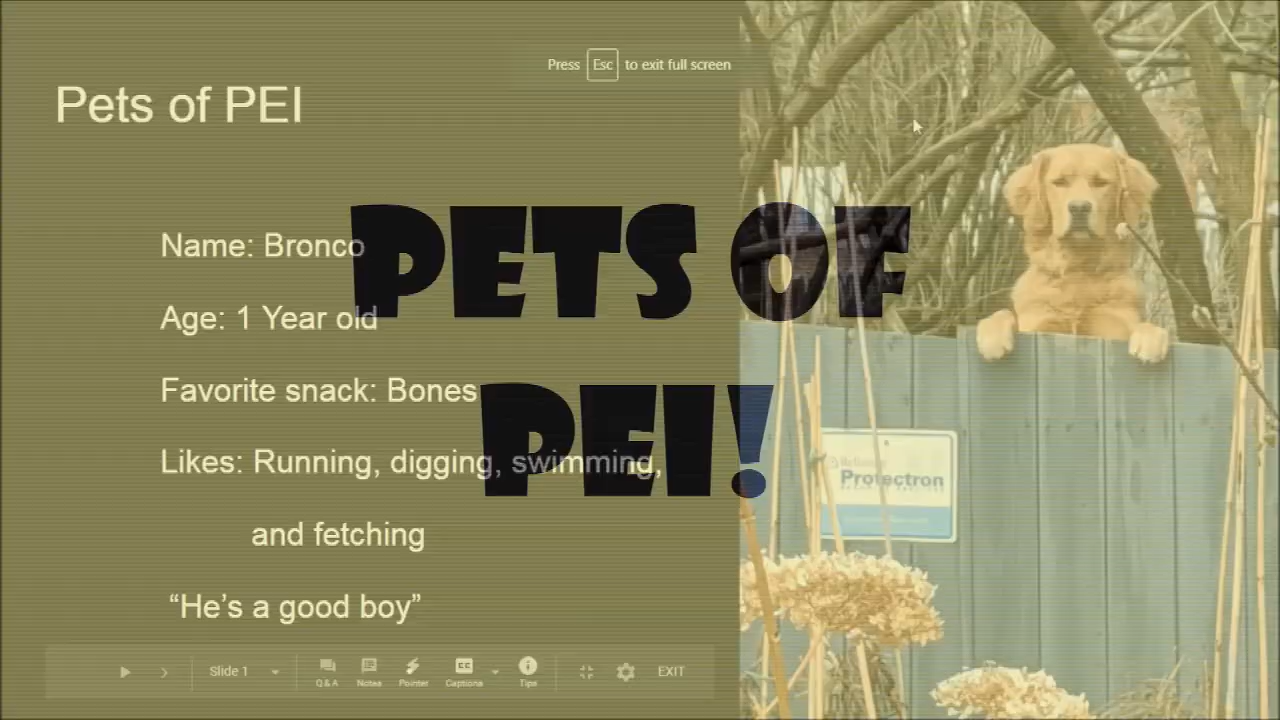 Press Esc to exit full screen
Pets of PEI
PETS OF
PEI!
Name: Bronco
Age: 1 Year old
Favorite snack: Bones
Likes: Running, digging, swimming,
and fetching
“He’s a good boy”
Protectron
Slide 1
Q & A Notes Pointer Captions Tips EXIT